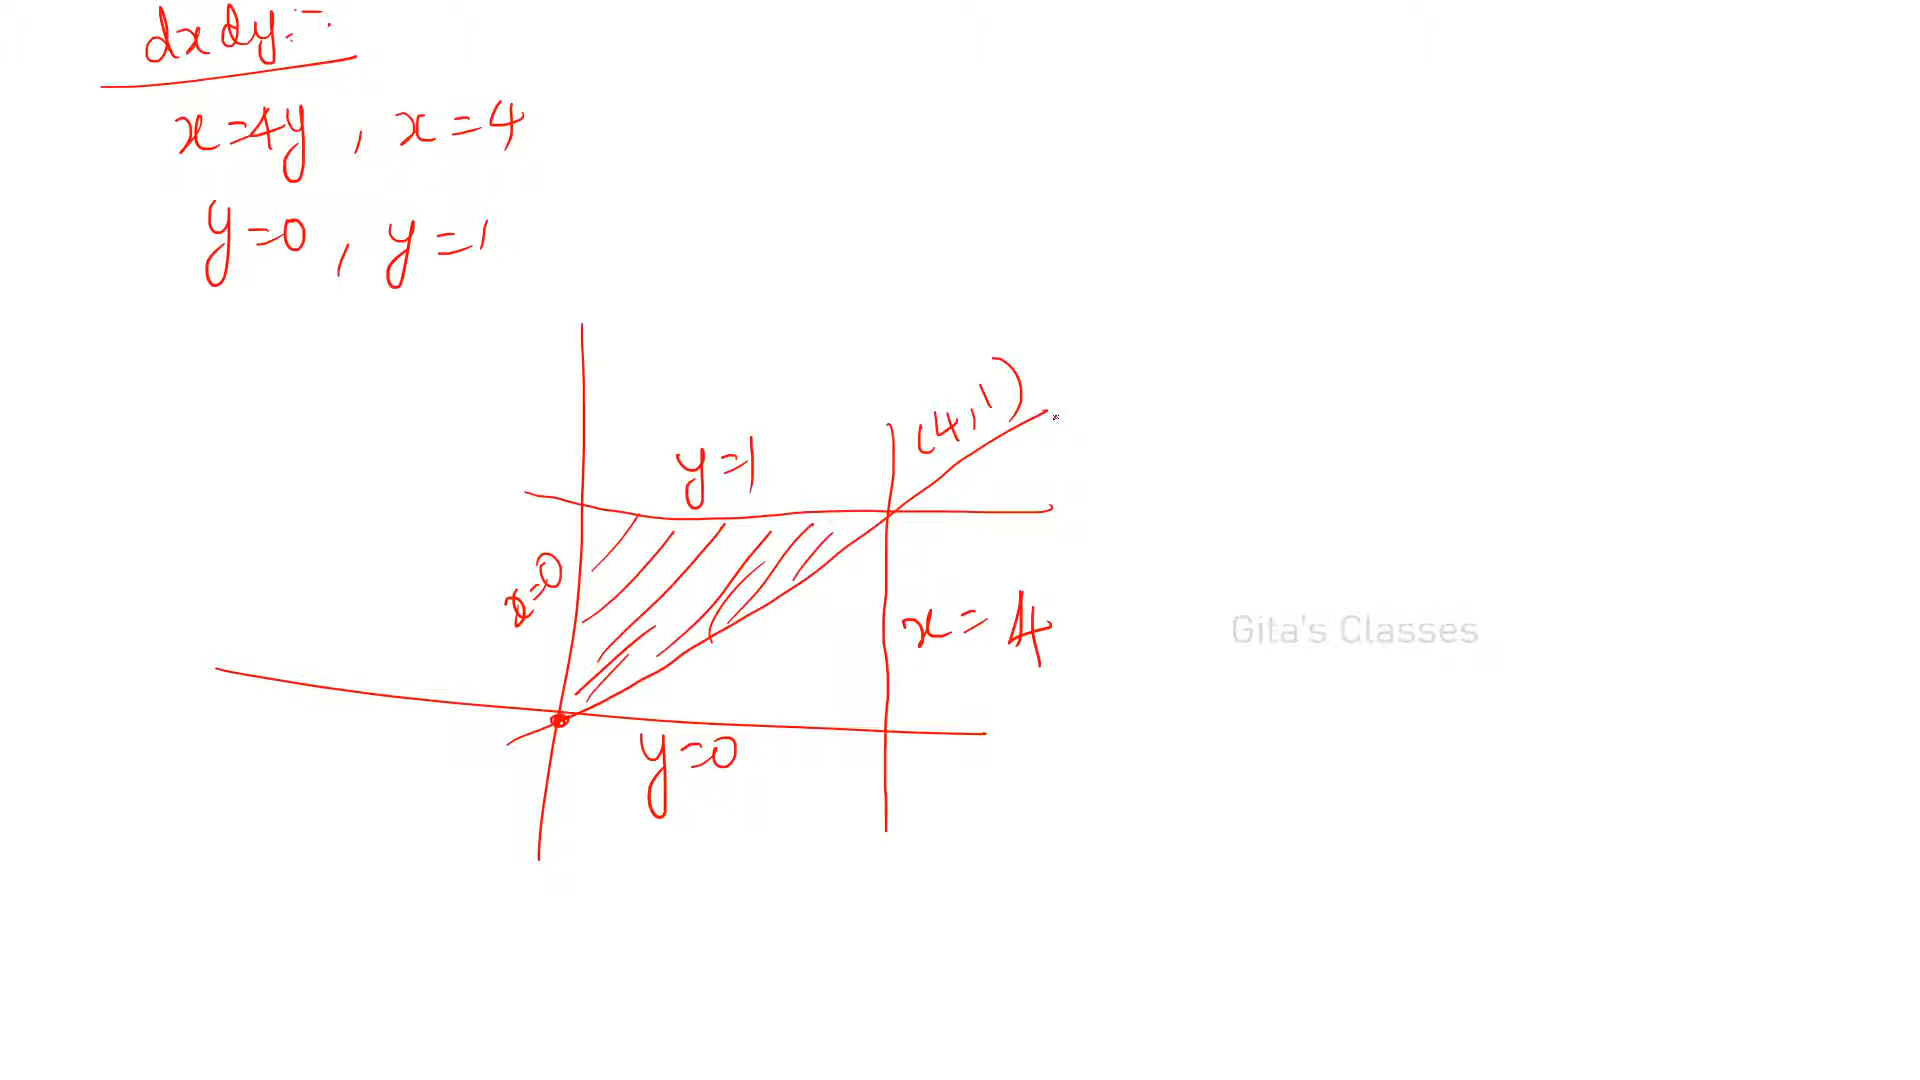 dx dy :-
x=4y , x=4
y=0 , y=1
(4,1)
y=1
x=0
x=4
Gita's Classes
y=0